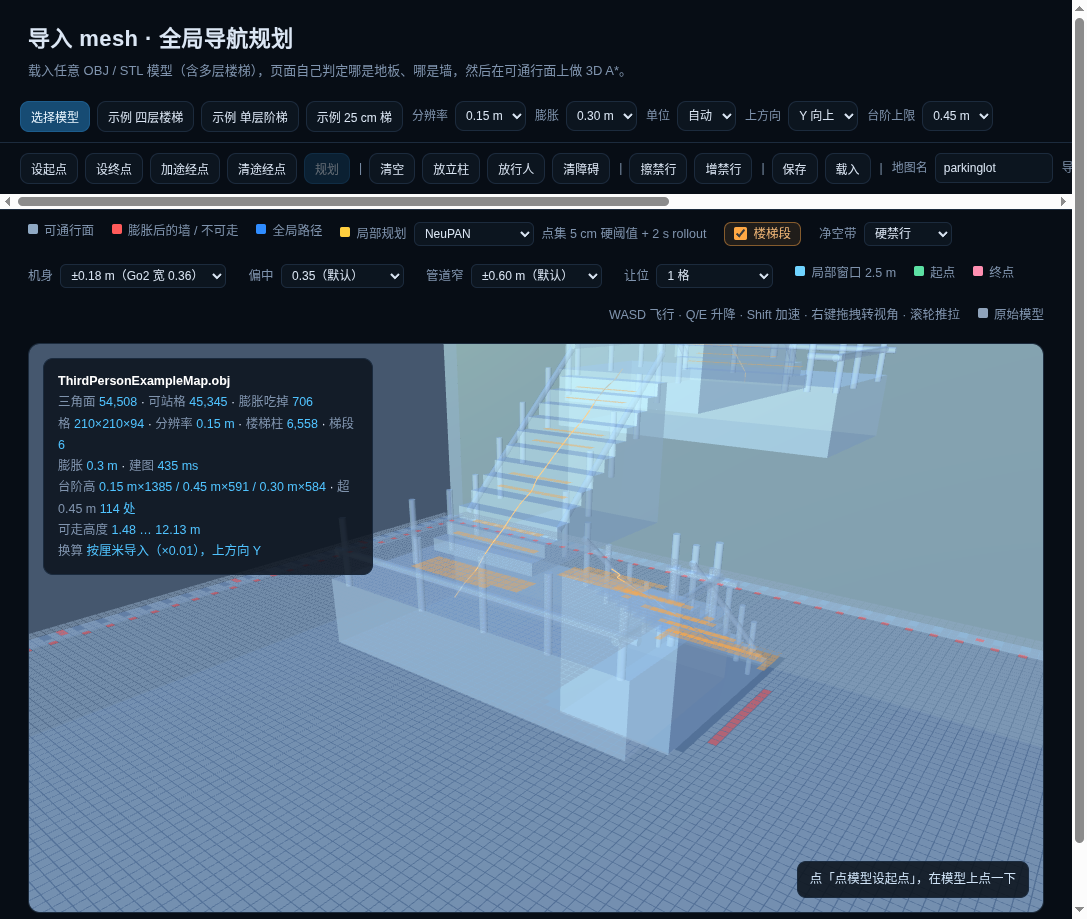 导入 mesh · 全局导航规划
载入任意 OBJ / STL 模型（含多层楼梯），页面自己判定哪是地板、哪是墙，然后在可通行面上做 3D A*。
选择模型 示例 四层楼梯 示例 单层阶梯 示例 25 cm 梯 分辨率 0.15 m 膨胀 0.30 m 单位 自动 上方向 Y 向上 台阶上限 0.45 m
设起点 设终点 加途经点 清途经点 规划 | 清空 放立柱 放行人 清障碍 | 擦禁行 增禁行 | 保存 载入 | 地图名 parkinglot 导
可通行面 膨胀后的墙 / 不可走 全局路径 局部规划 NeuPAN 点集 5 cm 硬阈值 + 2 s rollout 楼梯段 净空带 硬禁行
机身 ±0.18 m（Go2 宽 0.36） 偏中 0.35（默认） 管道窄 ±0.60 m（默认） 让位 1 格 局部窗口 2.5 m 起点 终点
WASD 飞行 · Q/E 升降 · Shift 加速 · 右键拖拽转视角 · 滚轮推拉 原始模型
ThirdPersonExampleMap.obj
三角面 54,508 · 可站格 45,345 · 膨胀吃掉 706
格 210×210×94 · 分辨率 0.15 m · 楼梯柱 6,558 · 梯段
6
膨胀 0.3 m · 建图 435 ms
台阶高 0.15 m×1385 / 0.45 m×591 / 0.30 m×584 · 超
0.45 m 114 处
可走高度 1.48 … 12.13 m
换算 按厘米导入（×0.01），上方向 Y
点「点模型设起点」，在模型上点一下